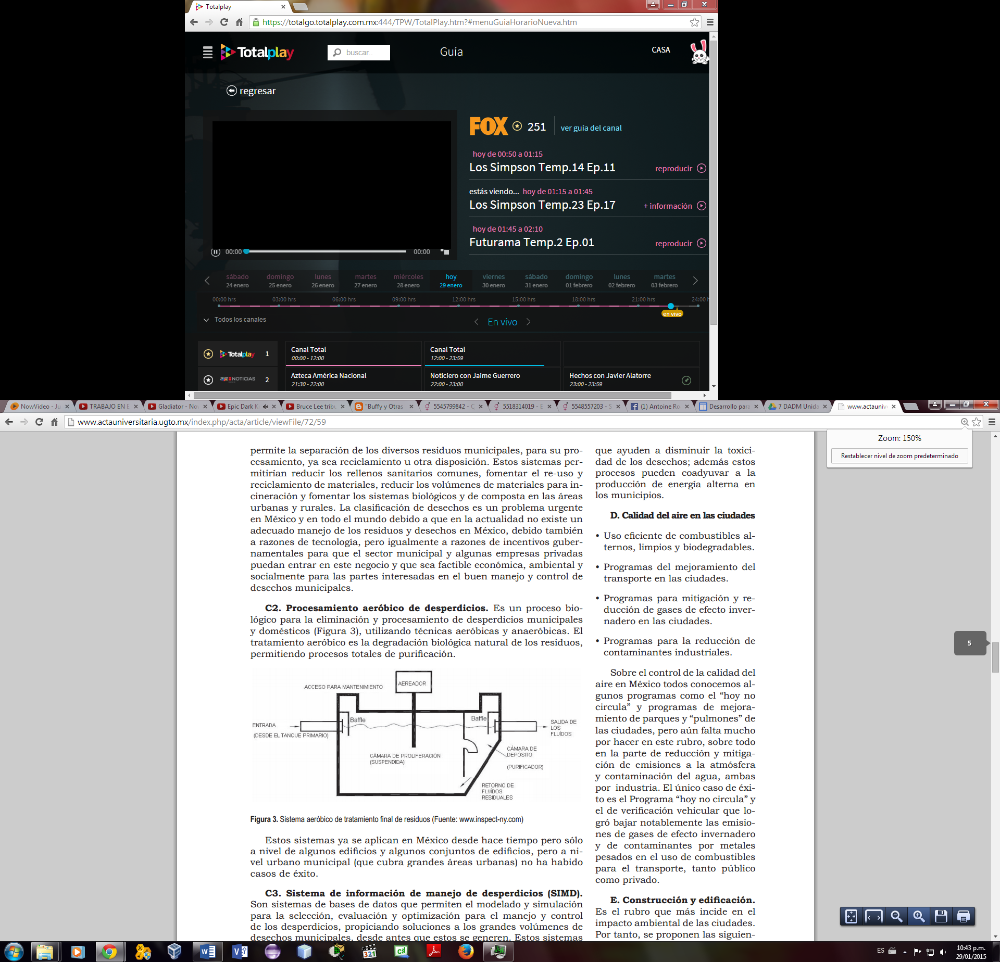 Totalplay
https://totalgo.totalplay.com.mx:444/TPW/TotalPlay.htm?#menuGuiaHorarioNueva.htm
Totalplay
buscar..
Guía
CASA
regresar
FOX 251 ver guía del canal
hoy de 00:50 a 01:15
Los Simpson Temp.14 Ep.11 reproducir
estás viendo... hoy de 01:15 a 01:45
Los Simpson Temp.23 Ep.17 + información
hoy de 01:45 a 02:10
Futurama Temp.2 Ep.01 reproducir
00:00 00:00
sábado domingo lunes martes miércoles hoy viernes sábado domingo lunes martes
24 enero 25 enero 26 enero 27 enero 28 enero 29 enero 30 enero 31 enero 01 febrero 02 febrero 03 febrero
00:00 hrs 03:00 hrs 06:00 hrs 09:00 hrs 12:00 hrs 15:00 hrs 18:00 hrs 21:00 hrs 24:00 h
en vivo
Todos los canales
En vivo
Totalplay 1
Canal Total
00:00 - 12:00
Canal Total
12:00 - 23:59
NOTICIAS 2
Azteca América Nacional
21:30 - 22:00
Noticiero con Jaime Guerrero
22:00 - 23:00
Hechos con Javier Alatorre
23:00 - 23:59
NowVideo - Ju TRABAJO EN E Gladiator - No Epic Dark K Bruce Lee tribu "Buffy y Otras 5545799842 - 5518314019 - E 5548557203 - S (1) Antoine Ro Desarrollo para 7 DADM Unida www.actauniv
www.actauniversitaria.ugto.mx/index.php/acta/article/viewFile/72/59
Zoom: 150%
Restablecer nivel de zoom predeterminado
permite la separación de los diversos residuos municipales, para su pro-
cesamiento, ya sea reciclamiento u otra disposición. Estos sistemas per-
mitirían reducir los rellenos sanitarios comunes, fomentar el re-uso y
reciclamiento de materiales, reducir los volúmenes de materiales para in-
cineración y fomentar los sistemas biológicos y de composta en las áreas
urbanas y rurales. La clasificación de desechos es un problema urgente
en México y en todo el mundo debido a que en la actualidad no existe un
adecuado manejo de los residuos y desechos en México, debido también
a razones de tecnología, pero igualmente a razones de incentivos guber-
namentales para que el sector municipal y algunas empresas privadas
puedan entrar en este negocio y que sea factible económica, ambiental y
socialmente para las partes interesadas en el buen manejo y control de
desechos municipales.
C2. Procesamiento aeróbico de desperdicios. Es un proceso bio-
lógico para la eliminación y procesamiento de desperdicios municipales
y domésticos (Figura 3), utilizando técnicas aeróbicas y anaeróbicas. El
tratamiento aeróbico es la degradación biológica natural de los residuos,
permitiendo procesos totales de purificación.
AEREADOR
ACCESO PARA MANTENIMIENTO
Baffle
Baffle
ENTRADA
(DESDE EL TANQUE PRIMARIO)
SALIDA DE
LOS
FLUÍDOS
CÁMARA DE PROLIFERACIÓN
(SUSPENDIDA)
CÁMARA DE
DEPÓSITO
(PURIFICADOR)
RETORNO DE
FLUÍDOS
RESIDUALES
Figura 3. Sistema aeróbico de tratamiento final de residuos (Fuente: www.inspect-ny.com)
Estos sistemas ya se aplican en México desde hace tiempo pero sólo
a nivel de algunos edificios y algunos conjuntos de edificios, pero a ni-
vel urbano municipal (que cubra grandes áreas urbanas) no ha habido
casos de éxito.
C3. Sistema de información de manejo de desperdicios (SIMD).
Son sistemas de bases de datos que permiten el modelado y simulación
para la selección, evaluación y optimización para el manejo y control
de los desperdicios, propiciando soluciones a los grandes volúmenes de
desechos municipales, desde antes que estos se generen. Estos sistemas
que ayuden a disminuir la toxici-
dad de los desechos; además estos
procesos pueden coadyuvar a la
producción de energía alterna en
los municipios.
D. Calidad del aire en las ciudades
• Uso eficiente de combustibles al-
ternos, limpios y biodegradables.
• Programas del mejoramiento del
transporte en las ciudades.
• Programas para mitigación y re-
ducción de gases de efecto inver-
nadero en las ciudades.
• Programas para la reducción de
contaminantes industriales.
Sobre el control de la calidad del
aire en México todos conocemos al-
gunos programas como el “hoy no
circula” y programas de mejora-
miento de parques y “pulmones” de
las ciudades, pero aún falta mucho
por hacer en este rubro, sobre todo
en la parte de reducción y mitiga-
ción de emisiones a la atmósfera
y contaminación del agua, ambas
por industria. El único caso de éxi-
to es el Programa “hoy no circula” y
el de verificación vehicular que lo-
gró bajar notablemente las emisio-
nes de gases de efecto invernadero
y de contaminantes por metales
pesados en el uso de combustibles
para el transporte, tanto público
como privado.
E. Construcción y edificación.
Es el rubro que más incide en el
impacto ambiental de las ciudades.
Por tanto, se proponen las siguien-
5
321
C#
ES
10:43 p.m.
29/01/2015